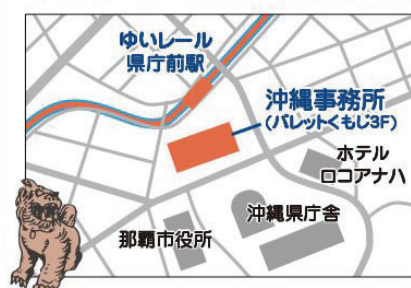 ゆいレール
県庁前駅
沖縄事務所
(パレットくもじ3F)
ホテル
ロコアナハ
沖縄県庁舎
那覇市役所